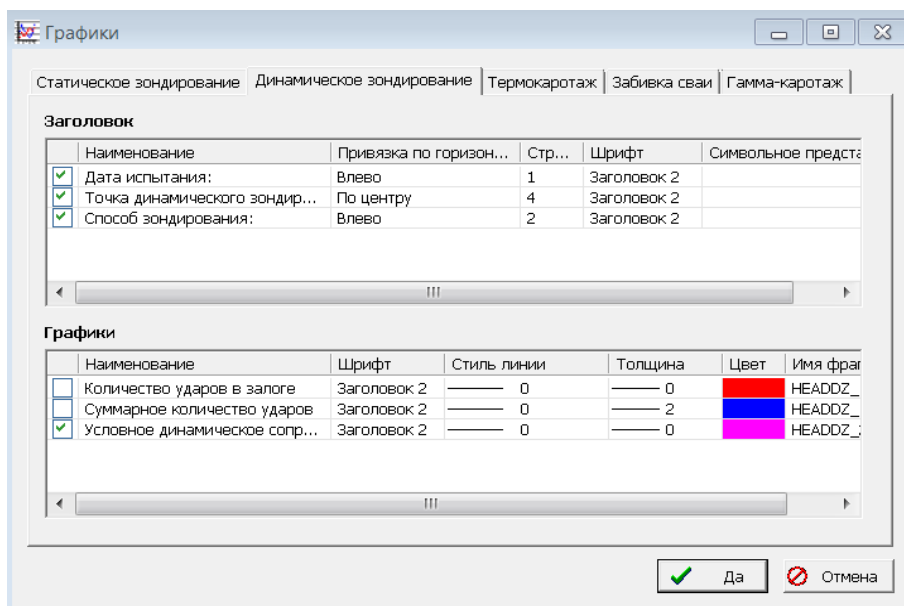 Графики
Статическое зондирование Динамическое зондирование Термокаротаж Забивка сваи Гамма-каротаж
Заголовок
Наименование Привязка по горизон... Стр... Шрифт Символьное предста
Дата испытания: Влево 1 Заголовок 2
Точка динамического зондир... По центру 4 Заголовок 2
Способ зондирования: Влево 2 Заголовок 2
Графики
Наименование Шрифт Стиль линии Толщина Цвет Имя фраг
Количество ударов в залоге Заголовок 2 0 0 HEADDZ_
Суммарное количество ударов Заголовок 2 0 2 HEADDZ_
Условное динамическое сопр... Заголовок 2 0 0 HEADDZ_
Да Отмена